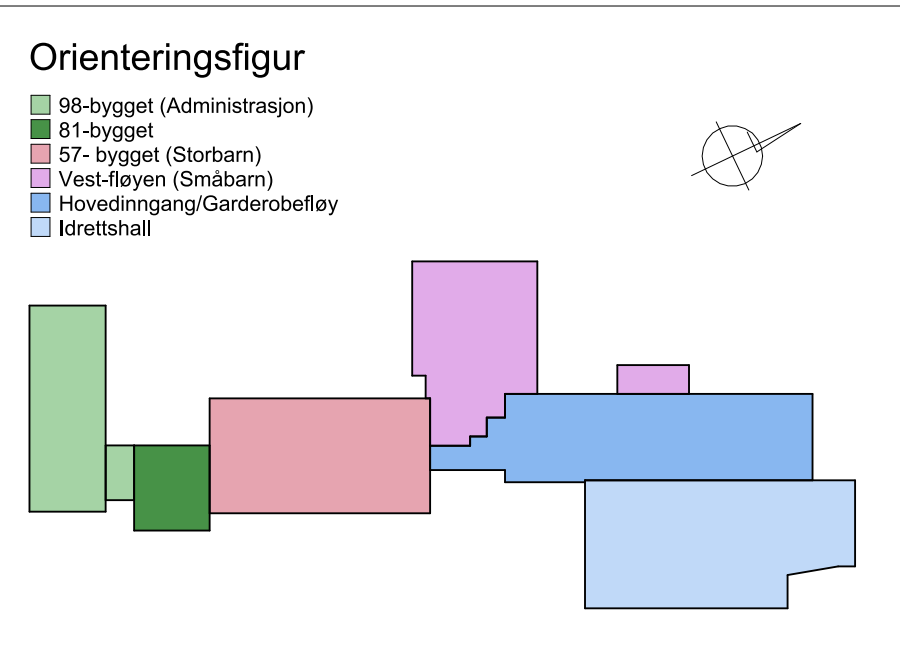 Orienteringsfigur
98-bygget (Administrasjon)
81-bygget
57- bygget (Storbarn)
Vest-fløyen (Småbarn)
Hovedinngang/Garderobefløy
Idrettshall